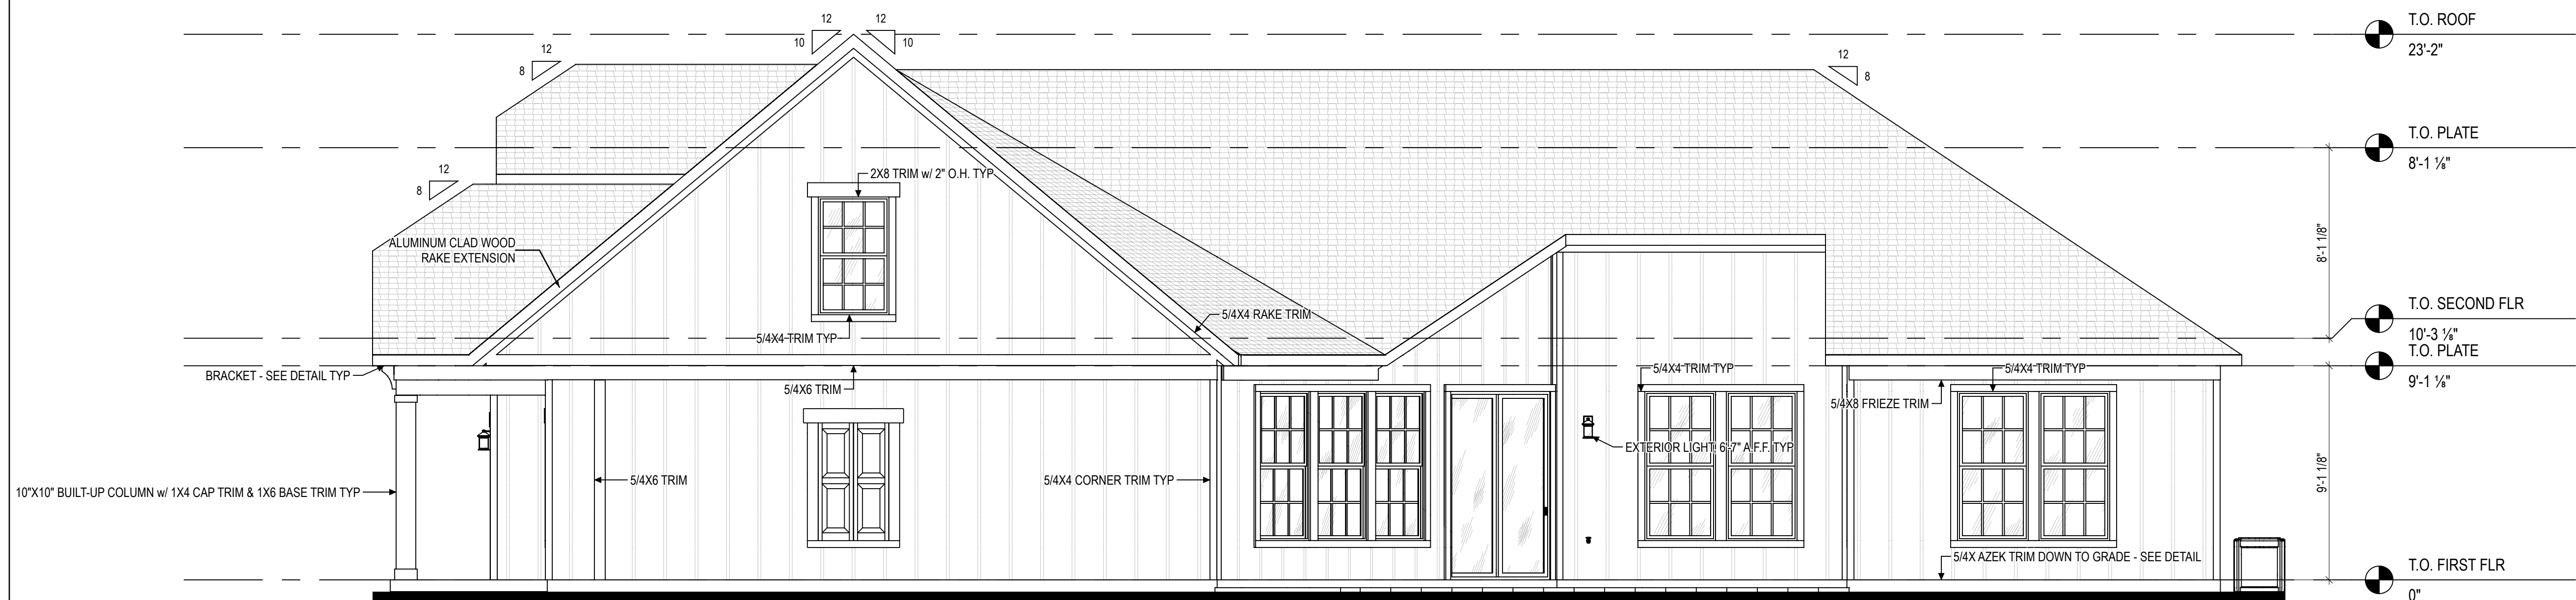 12 12
T.O. ROOF
10 10
23'-2"
12
8
12
8
T.O. PLATE
8'-1 ⅛"
2X8 TRIM w/ 2" O.H. TYP
12
8
ALUMINUM CLAD WOOD
RAKE EXTENSION
8'-1 1/8"
T.O. SECOND FLR
10'-3 ⅛"
5/4X4 RAKE TRIM
5/4X4 TRIM TYP
T.O. PLATE
9'-1 ⅛"
BRACKET - SEE DETAIL TYP
5/4X6 TRIM
5/4X4 TRIM TYP
5/4X4 TRIM TYP
5/4X8 FRIEZE TRIM
EXTERIOR LIGHT, 6'-7" A.F.F. TYP
10"X10" BUILT-UP COLUMN w/ 1X4 CAP TRIM & 1X6 BASE TRIM TYP
5/4X6 TRIM
5/4X4 CORNER TRIM TYP
9'-1 1/8"
5/4X AZEK TRIM DOWN TO GRADE - SEE DETAIL
T.O. FIRST FLR
0"